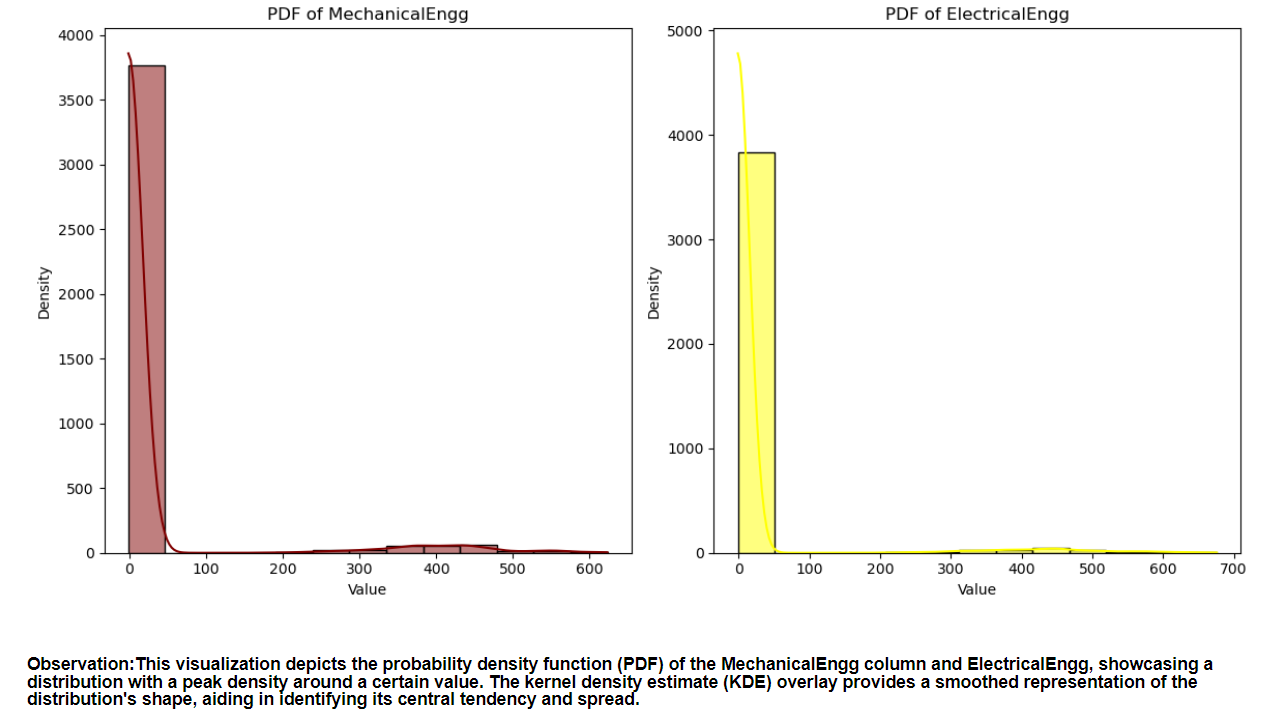 PDF of MechanicalEngg
4000
3500
3000
2500
2000
1500
1000
500
0
Density
0 100 200 300 400 500 600
Value
PDF of ElectricalEngg
5000
4000
3000
2000
1000
0
Density
0 100 200 300 400 500 600 700
Value
Observation:This visualization depicts the probability density function (PDF) of the MechanicalEngg column and ElectricalEngg, showcasing a
distribution with a peak density around a certain value. The kernel density estimate (KDE) overlay provides a smoothed representation of the
distribution's shape, aiding in identifying its central tendency and spread.